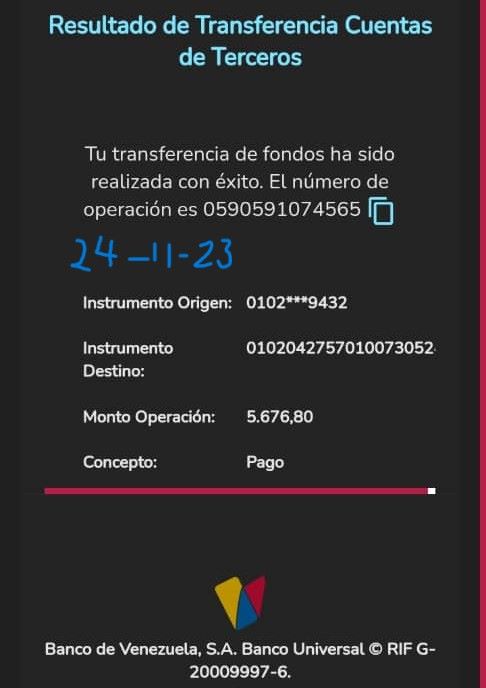 Resultado de Transferencia Cuentas
de Terceros
Tu transferencia de fondos ha sido
realizada con éxito. El número de
operación es 0590591074565
24-11-23
Instrumento Origen: 0102***9432
Instrumento 0102042757010073052
Destino:
Monto Operación: 5.676,80
Concepto: Pago
Banco de Venezuela, S.A. Banco Universal © RIF G-
20009997-6.